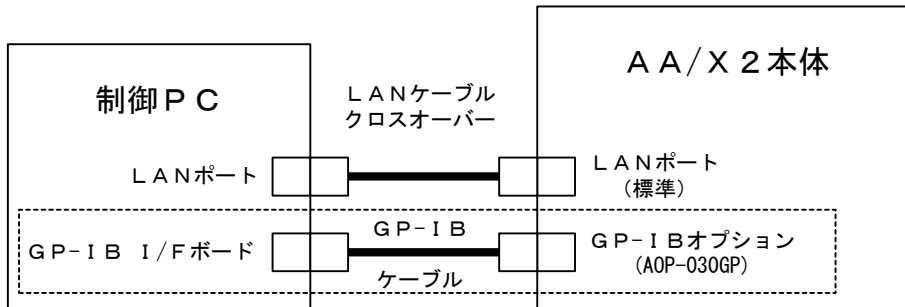 制御ＰＣ
ＡＡ/Ｘ２本体
ＬＡＮケーブル
クロスオーバー
ＬＡＮポート
ＬＡＮポート
(標準)
ＧＰ-ＩＢ Ｉ/Ｆボード
ＧＰ-ＩＢ
ケーブル
ＧＰ-ＩＢオプション
(AOP-030GP)